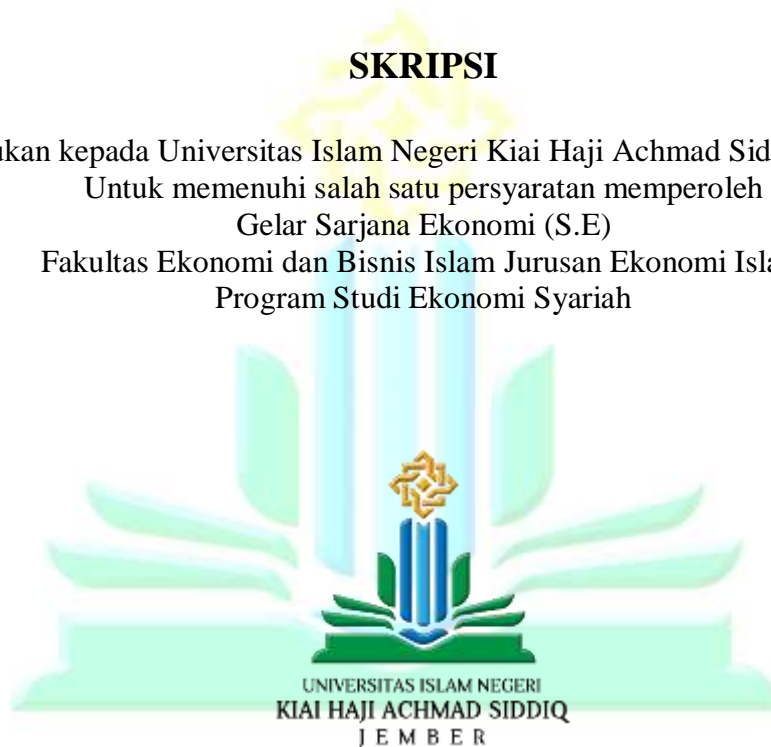 SKRIPSI
ukan kepada Universitas Islam Negeri Kiai Haji Achmad Sid
Untuk memenuhi salah satu persyaratan memperoleh
Gelar Sarjana Ekonomi (S.E)
Fakultas Ekonomi dan Bisnis Islam Jurusan Ekonomi Isla
Program Studi Ekonomi Syariah
UNIVERSITAS ISLAM NEGERI
KIAI HAJI ACHMAD SIDDIQ
JEMBER